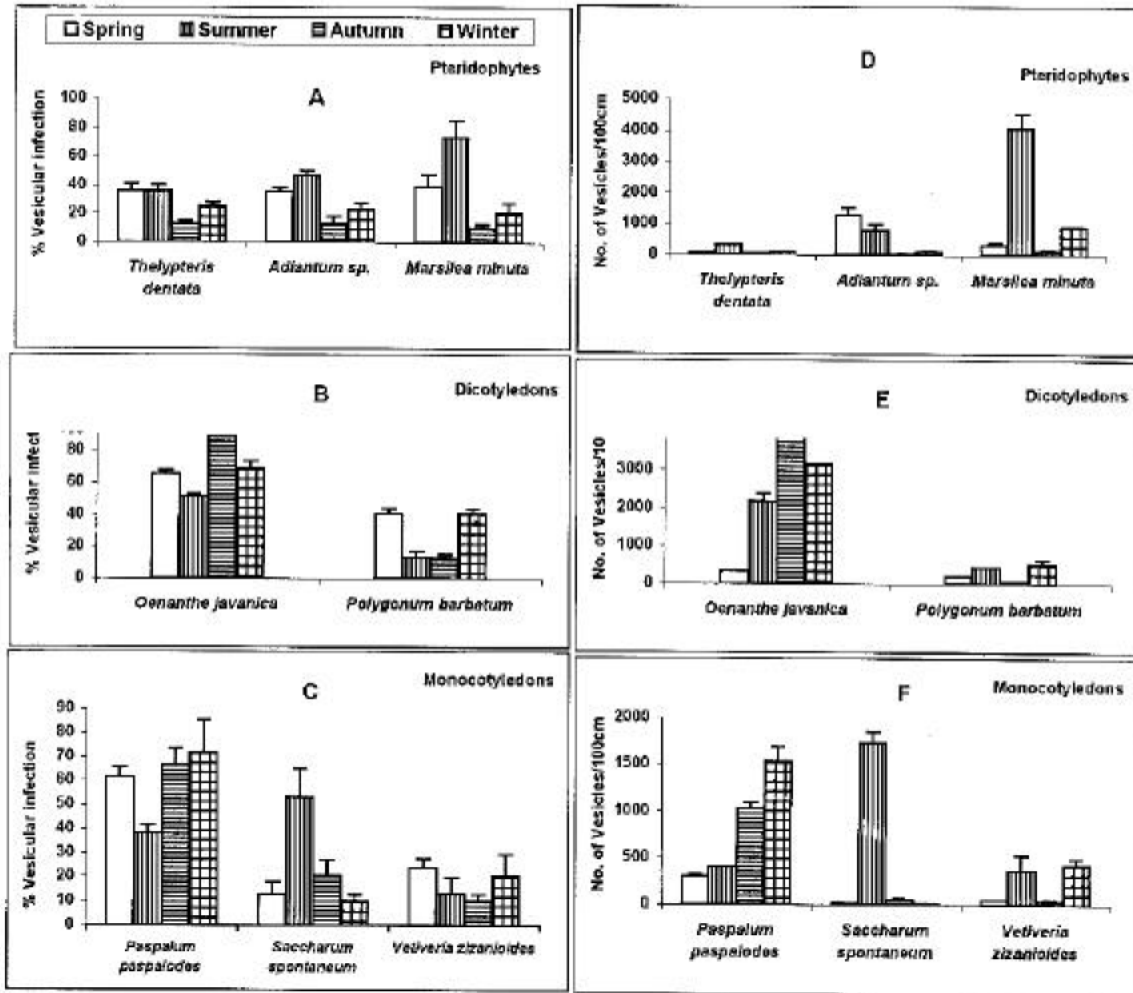 Spring Summer Autumn Winter
Pteridophytes
A
% Vesicular infection
100
80
60
40
20
0
Thelypteris dentata
Adiantum sp.
Marsilea minuta
D
Pteridophytes
No. of Vesicles/100cm
5000
4000
3000
2000
1000
0
Thelypteris dentata
Adiantum sp.
Marsilea minuta
B
Dicotyledons
% Vesicular infect
80
60
40
20
0
Oenanthe javanica
Polygonum barbatum
E
Dicotyledons
No. of Vesicles/10
3000
2000
1000
0
Oenanthe javanica
Polygonum barbatum
C
Monocotyledons
% Vesicular infection
90
80
70
60
50
40
30
20
10
0
Paspalum paspalodes
Saccharum spontaneum
Vetiveria zizanioides
F
Monocotyledons
No. of Vesicles/100cm
2000
1500
1000
500
0
Paspalum paspalodes
Saccharum spontaneum
Vetiveria zizanioides